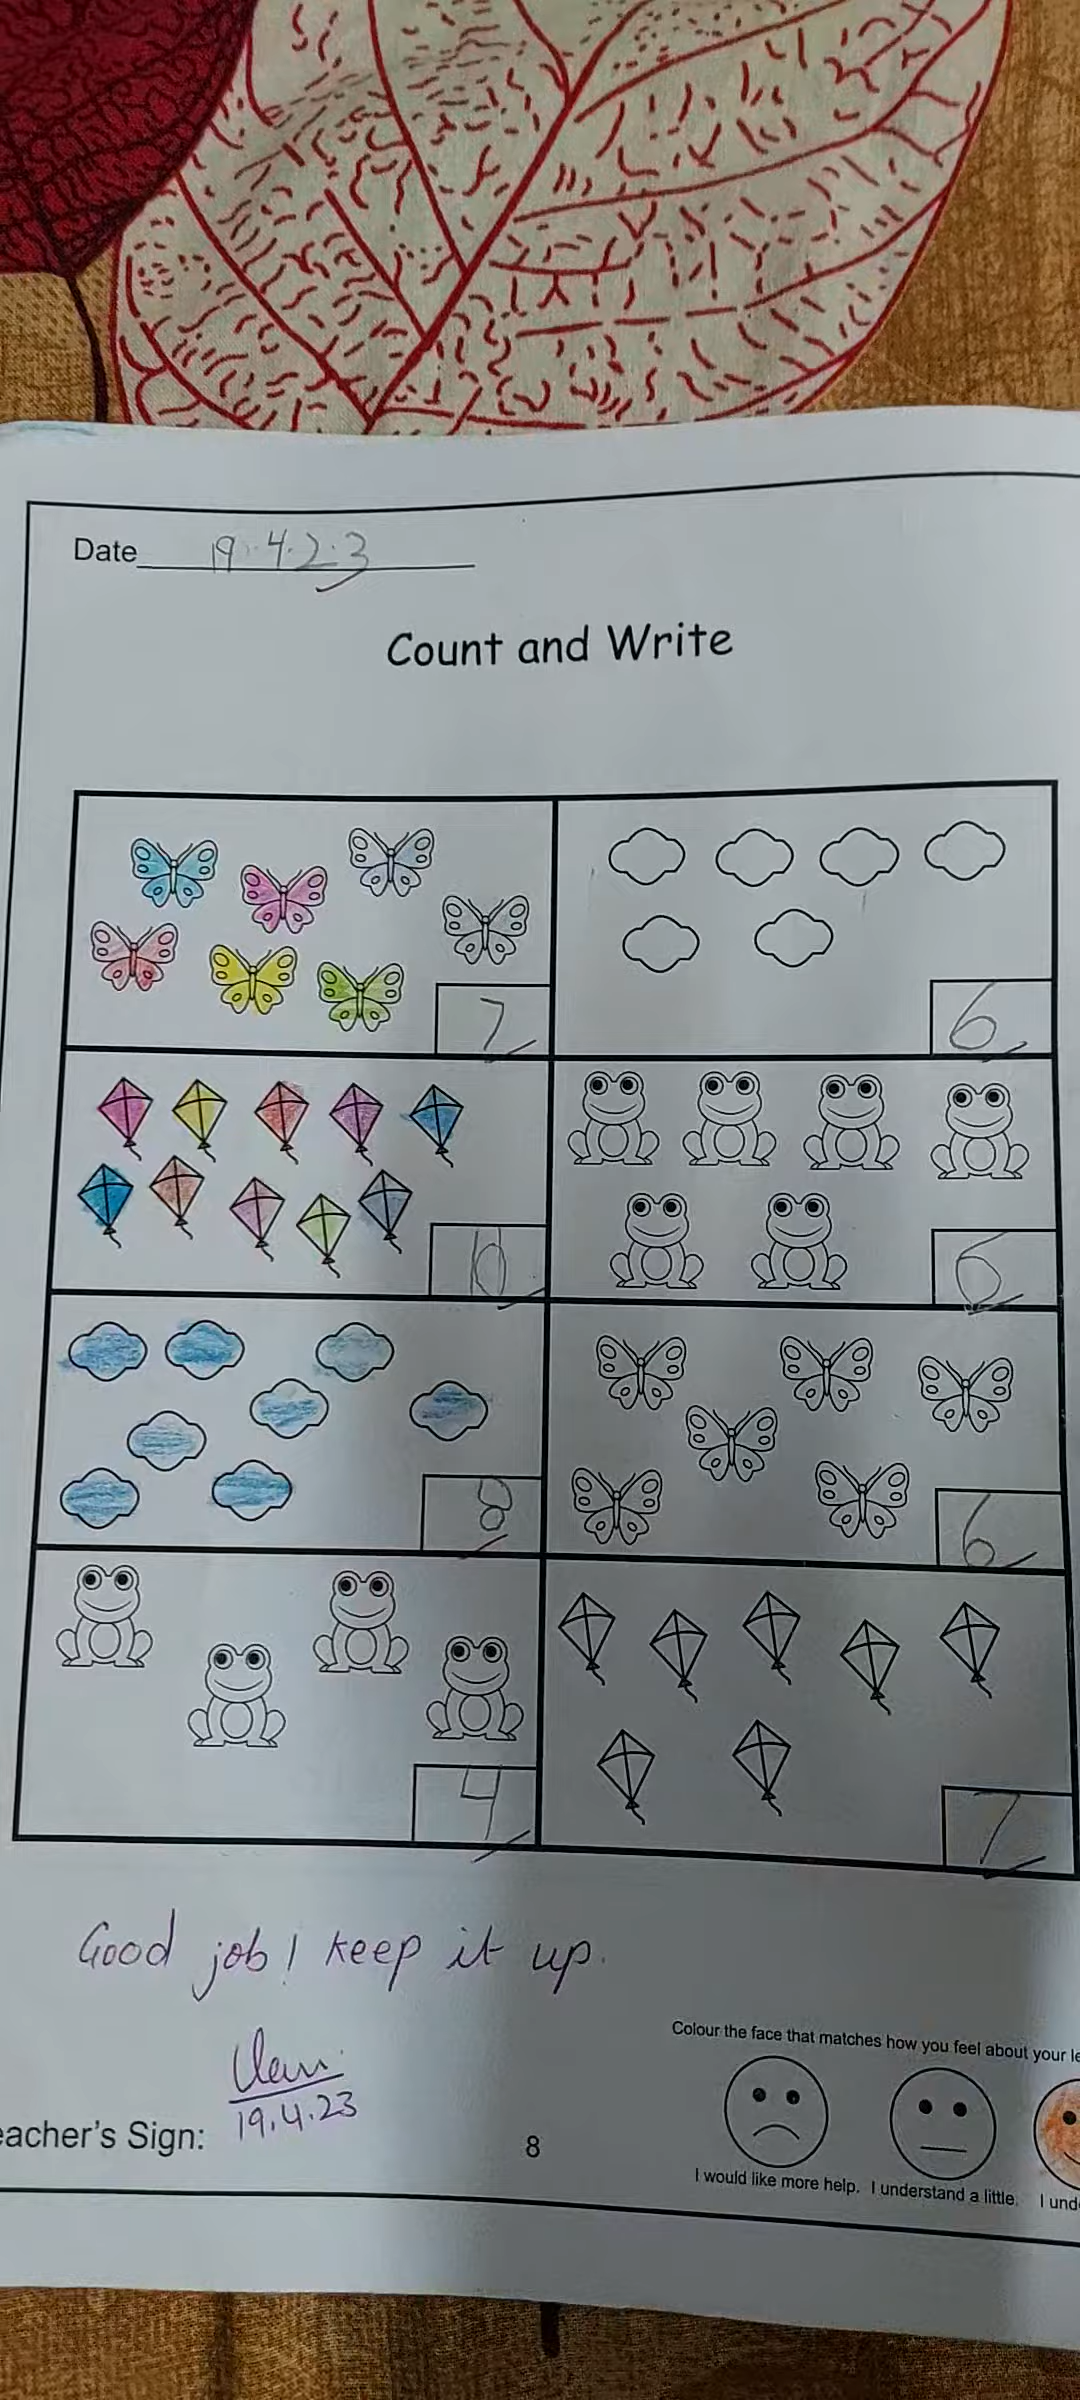 Date 19.4.2.3
Count and Write
7
6
10
6
8
6
4
7
Good job! keep it up.
Colour the face that matches how you feel about your le
19.4.23
eacher's Sign:
8
I would like more help. I understand a little. I und